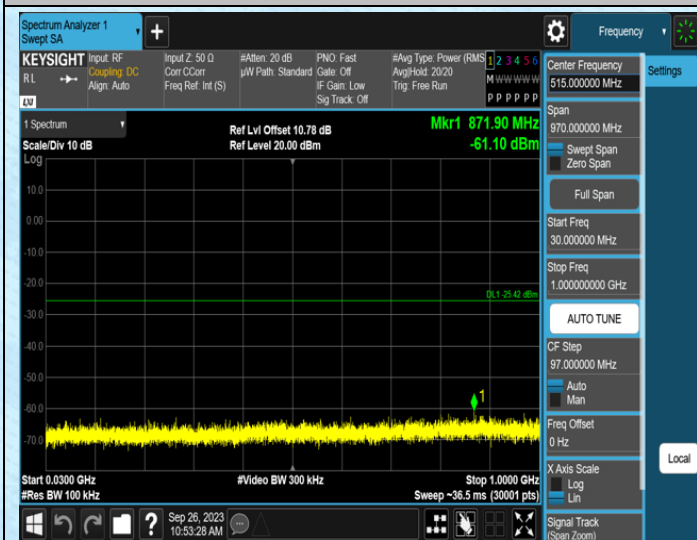 Spectrum Analyzer 1
Swept SA
Frequency
KEYSIGHT
RL
LXI
Input: RF
Coupling: DC
Align: Auto
Input Z: 50 Ω
Corr CCorr
Freq Ref: Int (S)
#Atten: 20 dB
µW Path: Standard
PNO: Fast
Gate: Off
IF Gain: Low
Sig Track: Off
#Avg Type: Power (RMS
Avg|Hold: 20/20
Trig: Free Run
1 2 3 4 5 6
M W W W W W
P P P P P P
1 Spectrum
Scale/Div 10 dB
Ref Lvl Offset 10.78 dB
Ref Level 20.00 dBm
Mkr1 871.90 MHz
-61.10 dBm
Log
10.0
0.00
-10.0
-20.0
DL1 -25.42 dBm
-30.0
-40.0
-50.0
-60.0
1
-70.0
Start 0.0300 GHz
#Res BW 100 kHz
#Video BW 300 kHz
Stop 1.0000 GHz
Sweep ~36.5 ms (30001 pts)
Sep 26, 2023
10:53:28 AM
Center Frequency
515.000000 MHz
Span
970.000000 MHz
Swept Span
Zero Span
Full Span
Start Freq
30.000000 MHz
Stop Freq
1.000000000 GHz
AUTO TUNE
CF Step
97.000000 MHz
Auto
Man
Freq Offset
0 Hz
X Axis Scale
Log
Lin
Signal Track
(Span Zoom)
Settings
Local